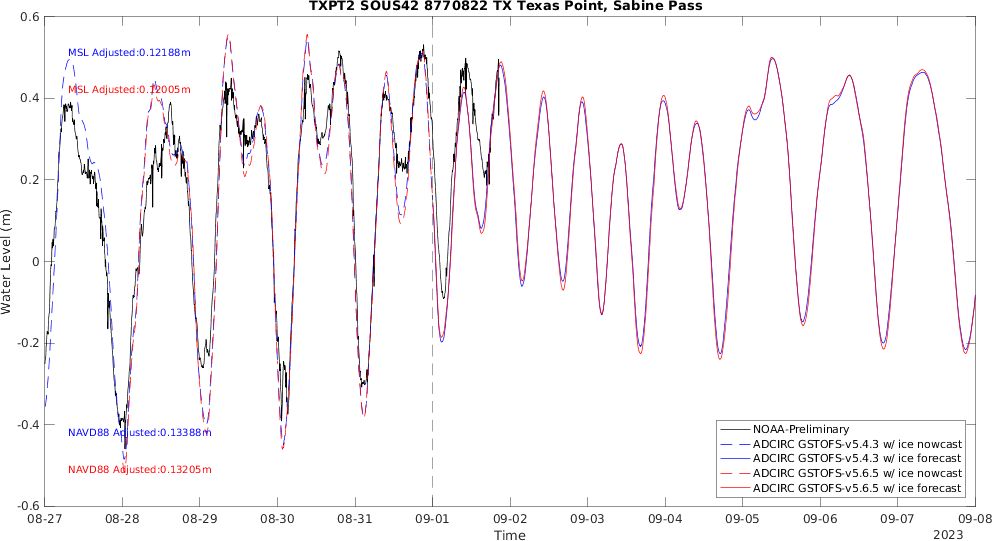 TXPT2 SOUS42 8770822 TX Texas Point, Sabine Pass
0.6
0.4
0.2
0
-0.2
-0.4
-0.6
Water Level (m)
MSL Adjusted:0.12188m
MSL Adjusted:0.12005m
NAVD88 Adjusted:0.13388m
NAVD88 Adjusted:0.13205m
NOAA-Preliminary
ADCIRC GSTOFS-v5.4.3 w/ ice nowcast
ADCIRC GSTOFS-v5.4.3 w/ ice forecast
ADCIRC GSTOFS-v5.6.5 w/ ice nowcast
ADCIRC GSTOFS-v5.6.5 w/ ice forecast
08-27 08-28 08-29 08-30 08-31 09-01 09-02 09-03 09-04 09-05 09-06 09-07 09-08
Time
2023